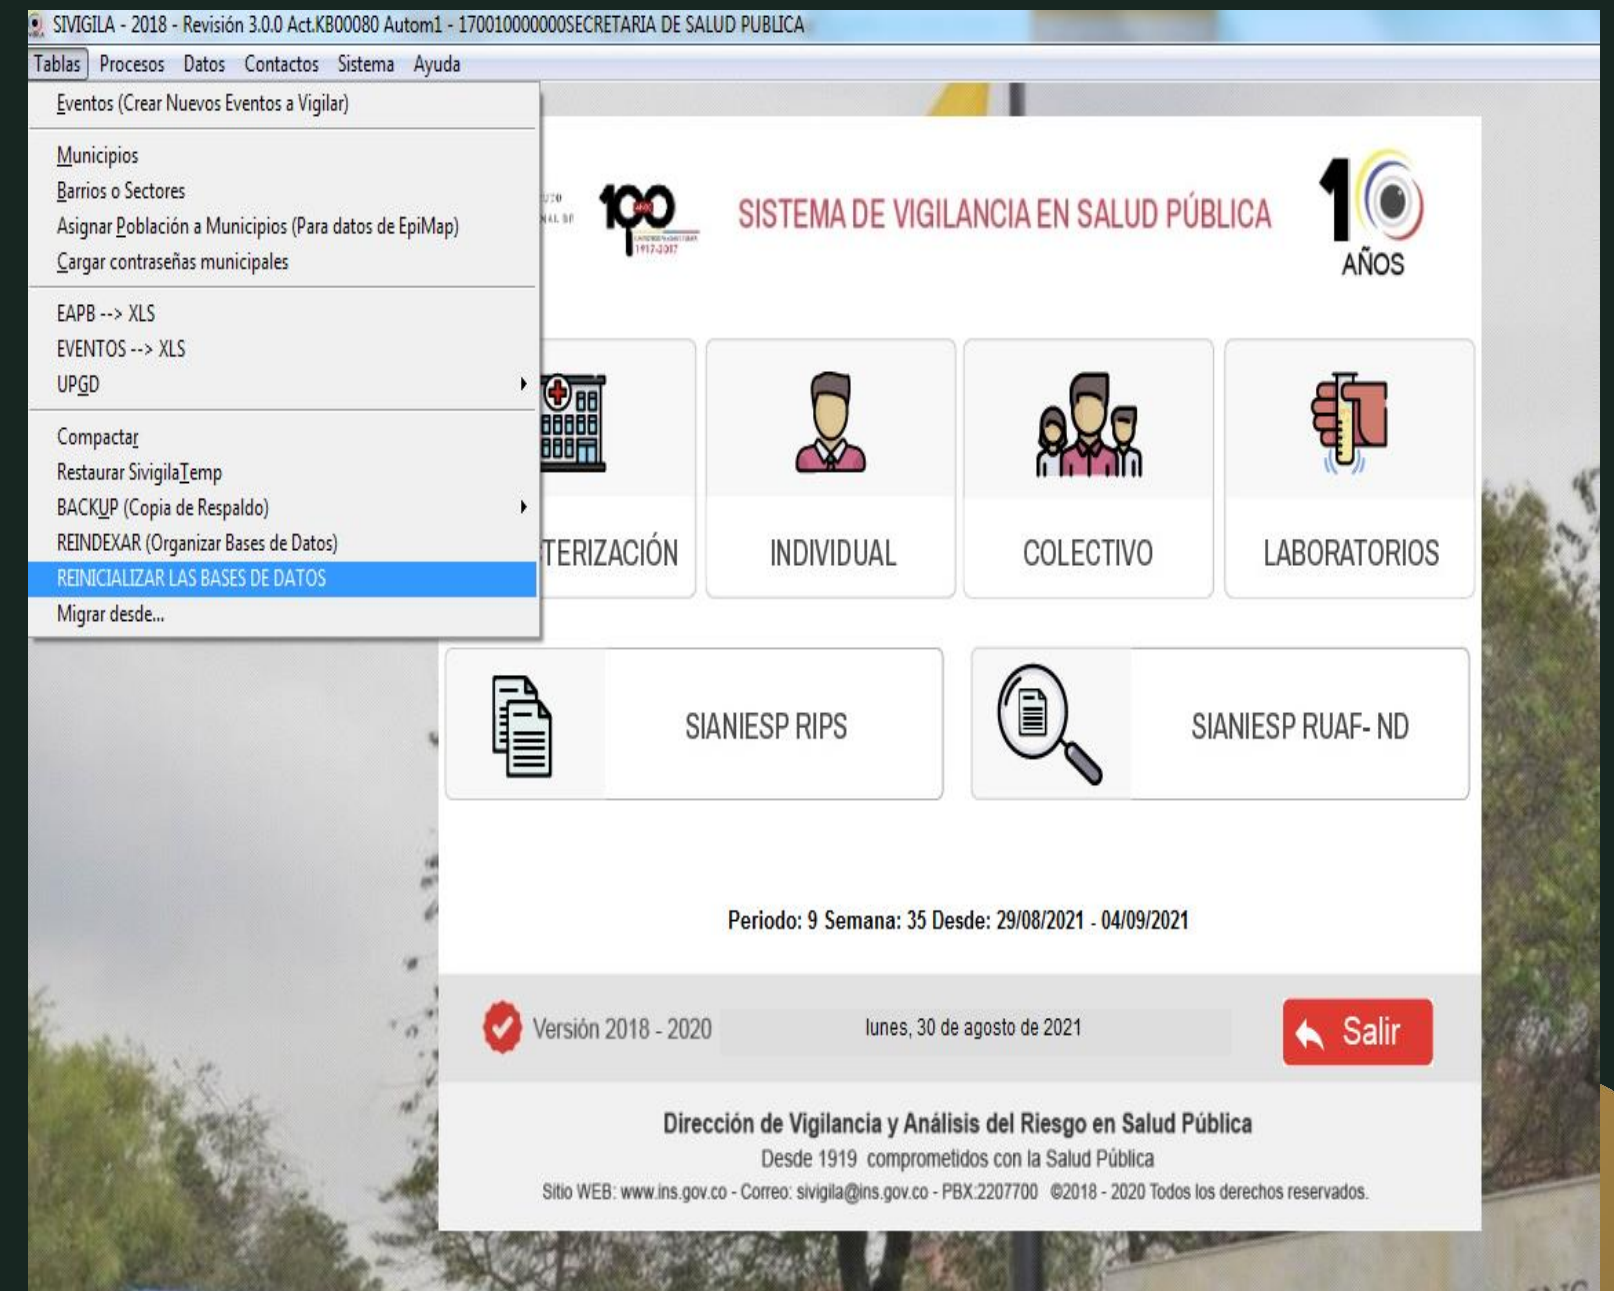 SIVIGILA - 2018 - Revisión 3.0.0 Act.KB00080 Autom1 - 170010000000SECRETARIA DE SALUD PUBLICA
Tablas Procesos Datos Contactos Sistema Ayuda
Eventos (Crear Nuevos Eventos a Vigilar)
Municipios
Barrios o Sectores
Asignar Población a Municipios (Para datos de EpiMap)
Cargar contraseñas municipales
EAPB --> XLS
EVENTOS --> XLS
UPGD
Compactar
Restaurar SivigilaTemp
BACKUP (Copia de Respaldo)
REINDEXAR (Organizar Bases de Datos)
REINICIALIZAR LAS BASES DE DATOS
Migrar desde...
100
1917-2017
SISTEMA DE VIGILANCIA EN SALUD PÚBLICA
10
AÑOS
TERIZACIÓN
INDIVIDUAL
COLECTIVO
LABORATORIOS
SIANIESP RIPS
SIANIESP RUAF- ND
Periodo: 9 Semana: 35 Desde: 29/08/2021 - 04/09/2021
Versión 2018 - 2020
lunes, 30 de agosto de 2021
Salir
Dirección de Vigilancia y Análisis del Riesgo en Salud Pública
Desde 1919 comprometidos con la Salud Pública
Sitio WEB: www.ins.gov.co - Correo: sivigila@ins.gov.co - PBX:2207700 ©2018 - 2020 Todos los derechos reservados.